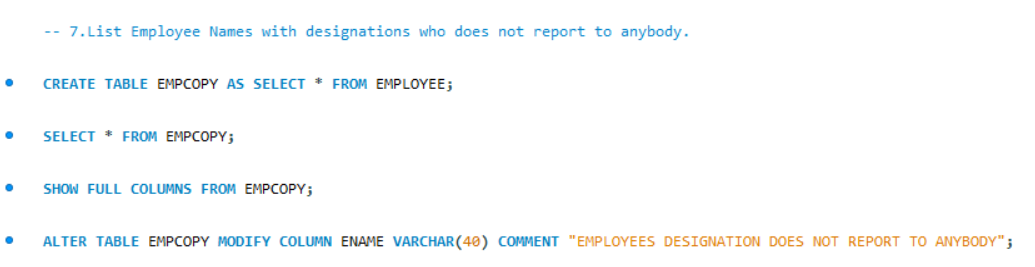 -- 7.List Employee Names with designations who does not report to anybody.
CREATE TABLE EMPCOPY AS SELECT * FROM EMPLOYEE;
SELECT * FROM EMPCOPY;
SHOW FULL COLUMNS FROM EMPCOPY;
ALTER TABLE EMPCOPY MODIFY COLUMN ENAME VARCHAR(40) COMMENT "EMPLOYEES DESIGNATION DOES NOT REPORT TO ANYBODY";